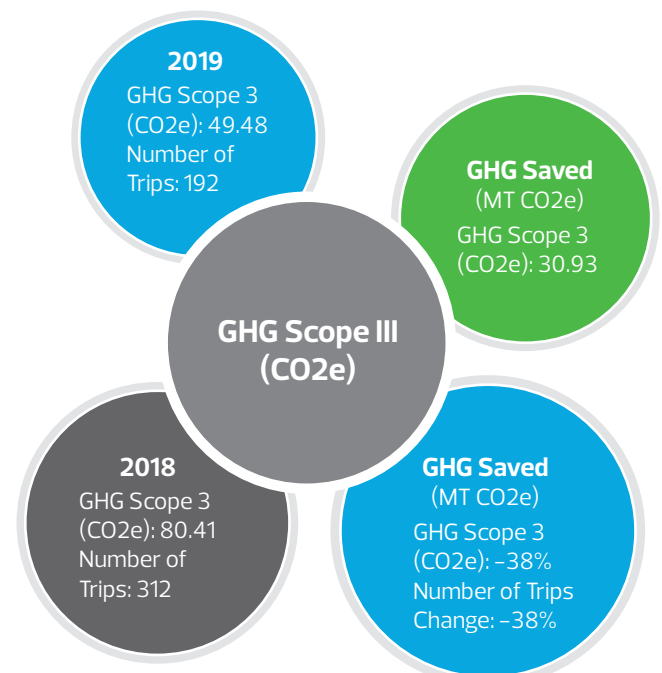 2019
GHG Scope 3
(CO2e): 49.48
Number of
Trips: 192
GHG Saved
(MT CO2e)
GHG Scope 3
(CO2e): 30.93
GHG Scope III
(CO2e)
2018
GHG Scope 3
(CO2e): 80.41
Number of
Trips: 312
GHG Saved
(MT CO2e)
GHG Scope 3
(CO2e): -38%
Number of Trips
Change: -38%